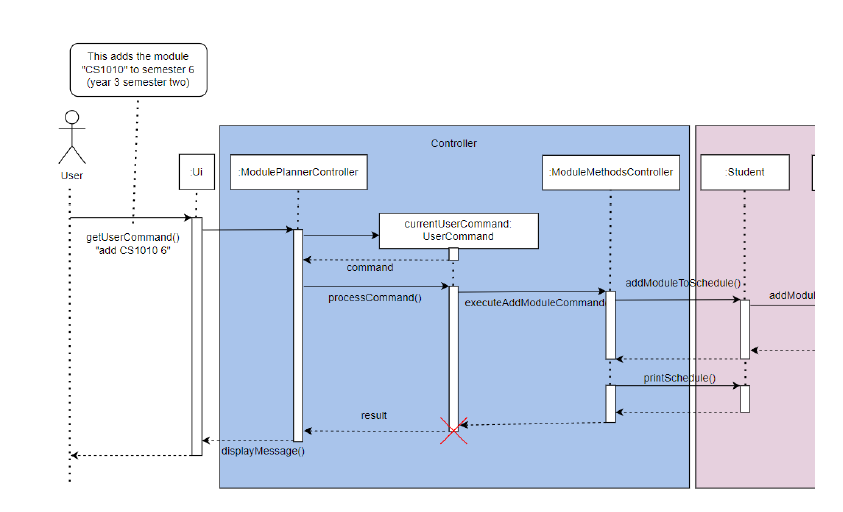 This adds the module
"CS1010" to semester 6
(year 3 semester two)
User
Controller
:Ui
:ModulePlannerController
:ModuleMethodsController
:Student
currentUserCommand:
UserCommand
getUserCommand()
"add CS1010 6"
command
processCommand()
executeAddModuleCommand
addModuleToSchedule()
addModu
printSchedule()
result
displayMessage()